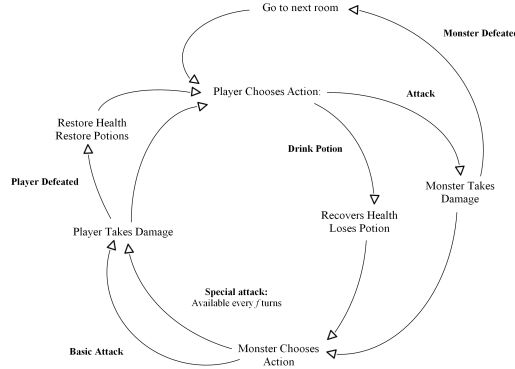 Go to next room
Monster Defeated
Player Chooses Action:
Attack
Restore Health
Restore Potions
Drink Potion
Player Defeated
Monster Takes
Damage
Recovers Health
Loses Potion
Player Takes Damage
Special attack:
Available every f turns
Monster Chooses
Action
Basic Attack